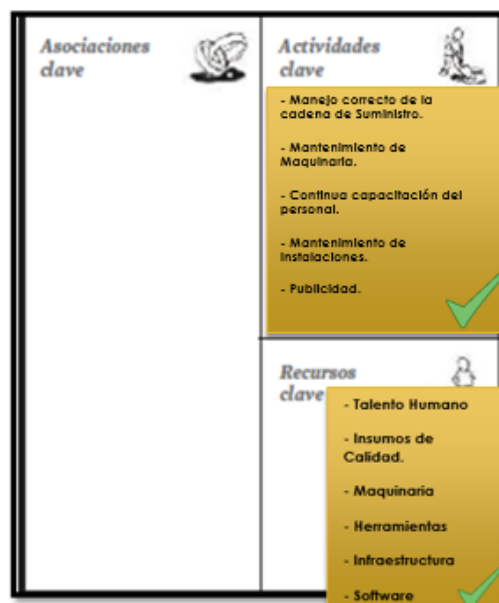 Asociaciones
clave
Actividades
clave
- Manejo correcto de la
cadena de Suministro.
- Mantenimiento de
Maquinaria.
- Continua capacitación del
personal.
- Mantenimiento de
Instalaciones.
- Publicidad.
Recursos
clave
- Talento Humano
- Insumos de
Calidad.
- Maquinaria
- Herramientas
- Infraestructura
- Software